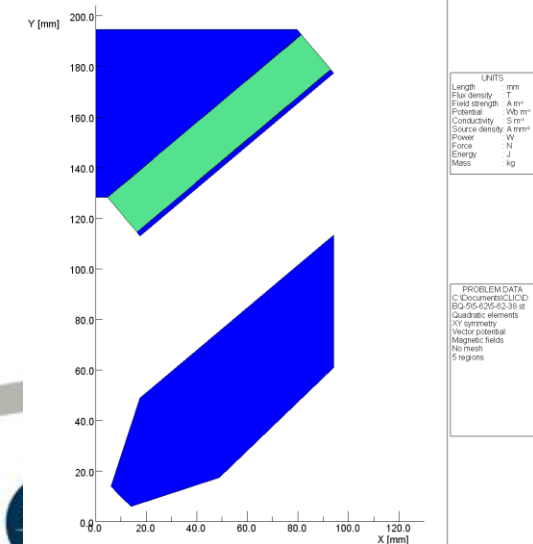 Y [mm]
200.0
180.0
160.0
140.0
120.0
100.0
80.0
60.0
40.0
20.0
0.0
0.0 20.0 40.0 60.0 80.0 100.0 120.0
X [mm]
UNITS
Length : mm
Flux density : T
Field strength : A m⁻¹
Potential : Wb m⁻¹
Conductivity : S m⁻¹
Source density : A mm⁻²
Power : W
Force : N
Energy : J
Mass : kg
PROBLEM DATA
C:\Documents\CLIC\D
BQ-5\5-62\5-62-38.st
Quadratic elements
XY symmetry
Vector potential
Magnetic fields
No mesh
5 regions